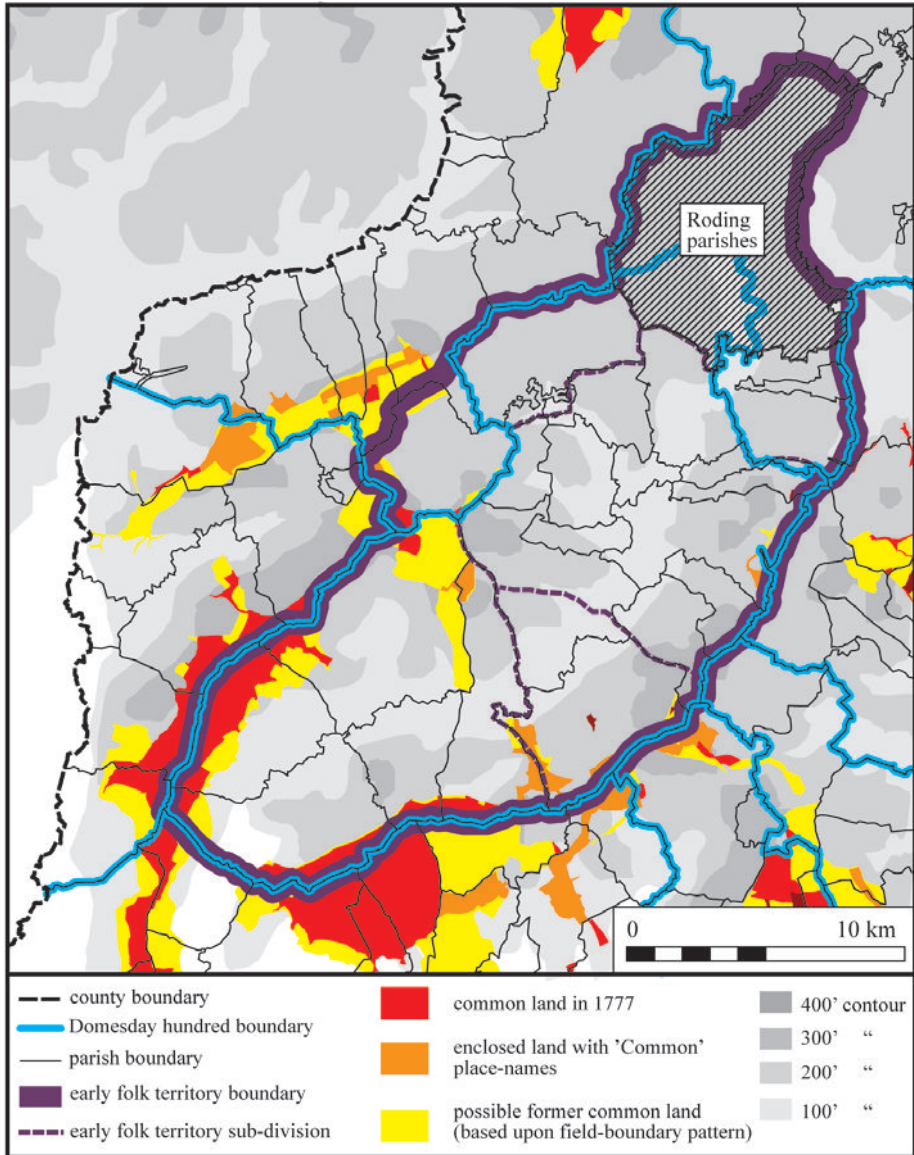 Roding
parishes
0 10 km
county boundary
Domesday hundred boundary
parish boundary
early folk territory boundary
early folk territory sub-division
common land in 1777
enclosed land with 'Common'
place-names
possible former common land
(based upon field-boundary pattern)
400' contour
300' "
200' "
100' "